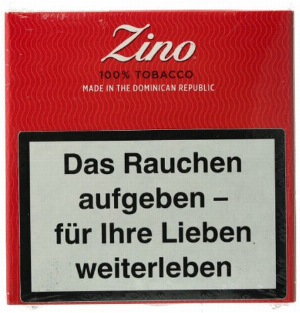 Zino
100% TOBACCO
MADE IN THE DOMINICAN REPUBLIC
Das Rauchen
aufgeben –
für Ihre Lieben
weiterleben